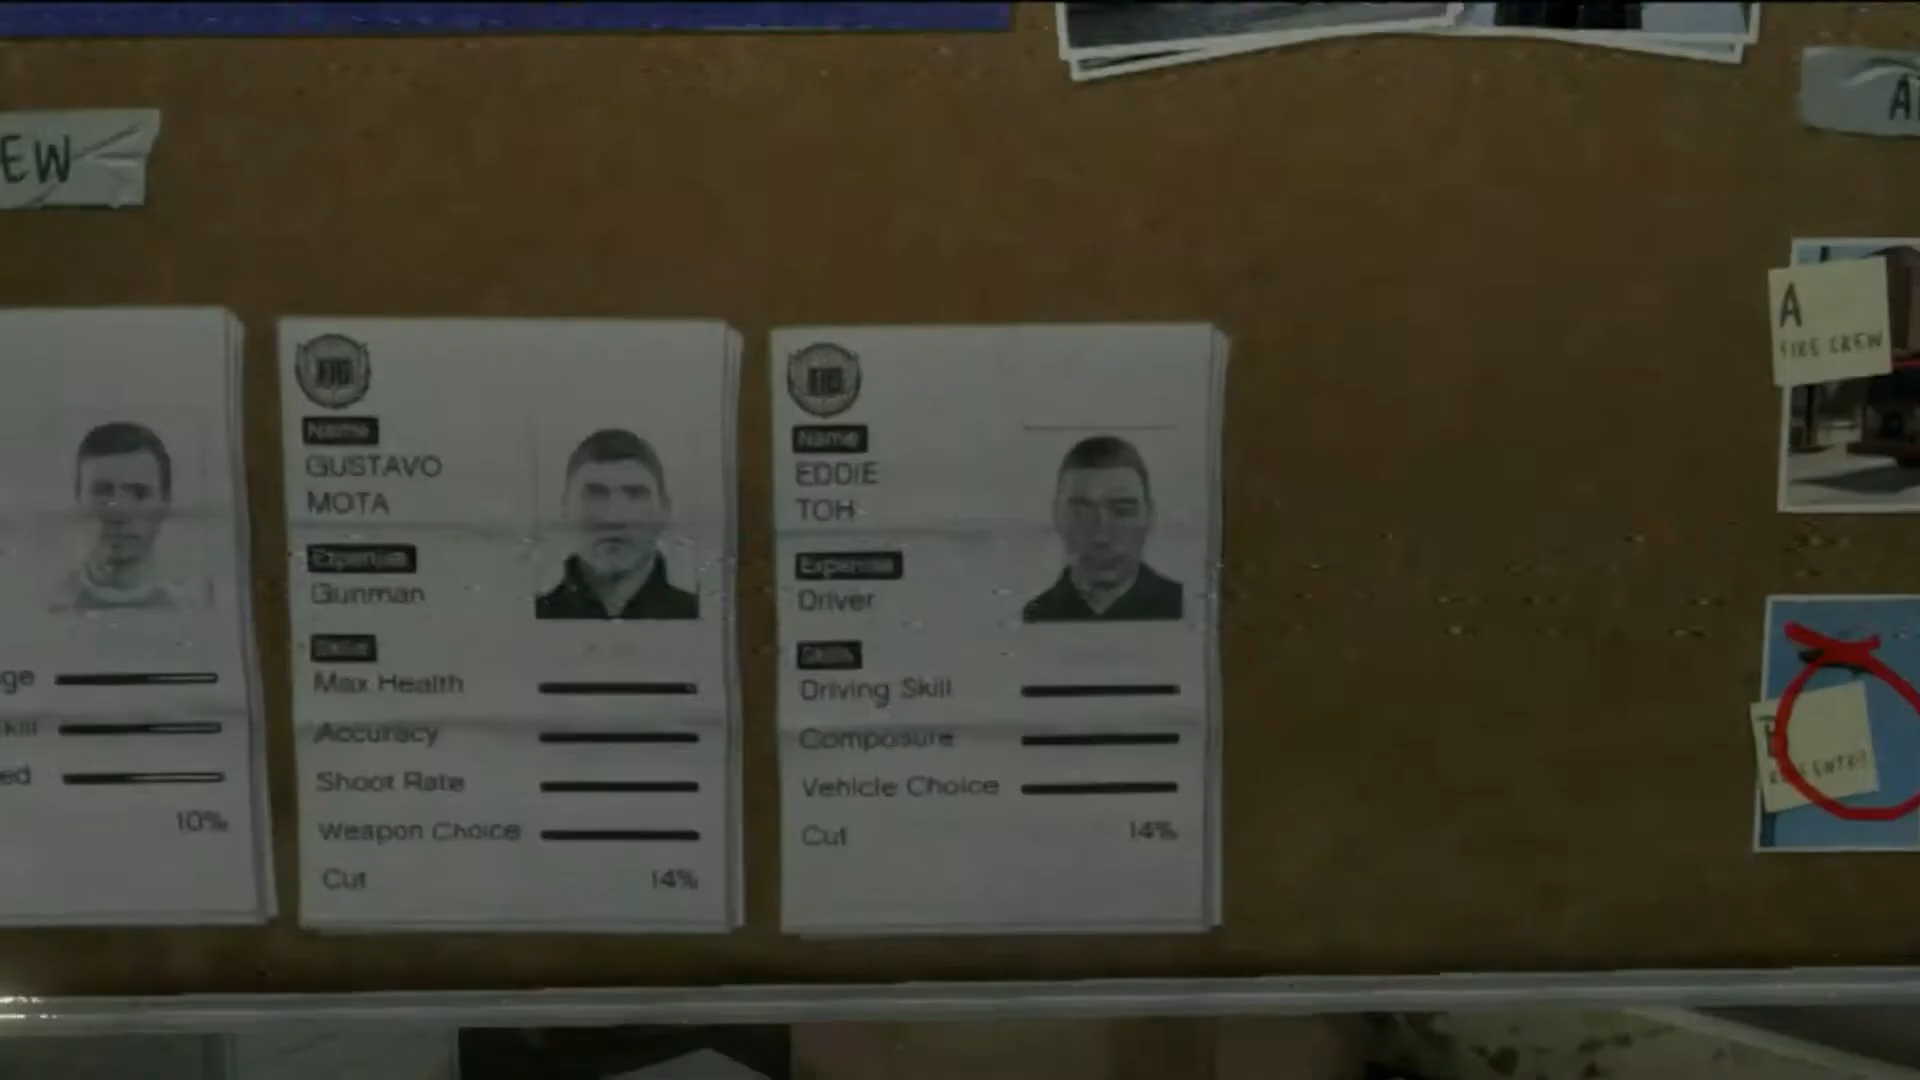 EW
ge
kill
ed
10%
FIB
Name
GUSTAVO
MOTA
Expertise
Gunman
Skills
Max Health
Accuracy
Shoot Rate
Weapon Choice
Cut 14%
FIB
Name
EDDIE
TOH
Expertise
Driver
Skills
Driving Skill
Composure
Vehicle Choice
Cut 14%
A
A
FIRE CREW